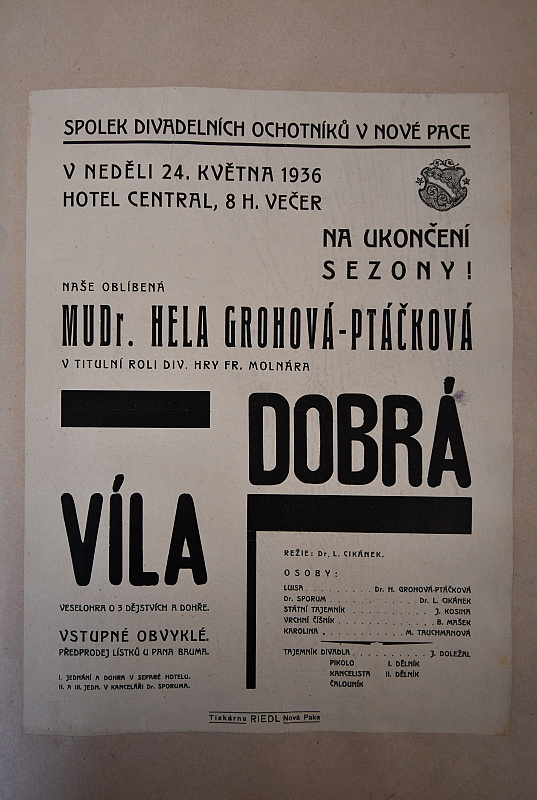 SPOLEK DIVADELNÍCH OCHOTNÍKŮ V NOVÉ PACE
V NEDĚLI 24. KVĚTNA 1936
HOTEL CENTRAL, 8 H. VEČER
NA UKONČENÍ
SEZONY!
NAŠE OBLÍBENÁ
MUDr. HELA GROHOVÁ-PTÁČKOVÁ
V TITULNÍ ROLI DIV. HRY FR. MOLNÁRA
DOBRÁ
VÍLA
VESELOHRA O 3 DĚJSTVÍCH A DOHŘE.
VSTUPNÉ OBVYKLÉ.
PŘEDPRODEJ LÍSTKŮ U PANA BAUMA.
I. JEDNÁNÍ A DOHRA V SEPARÉ HOTELU.
II. A III. JEDN. V KANCELÁŘI Dr. SPORUMA.
REŽIE: Dr. L. CIKÁNEK.
OSOBY:
LUISA . . . . . . . . . Dr. H. GROHOVÁ-PTÁČKOVÁ
Dr. SPORUM . . . . . . . . . . . . Dr. L. CIKÁNEK
STÁTNÍ TAJEMNÍK . . . . . . . . . . . J. KOSINA
VRCHNÍ ČÍŠNÍK . . . . . . . . . . . . B. MAŠEK
KAROLINA . . . . . . . . . . . M. TAUCHMANOVÁ
TAJEMNÍK DIVADLA . . . . . . . . . . J. DOLEŽAL
PIKOLO I. DĚLNÍK
KANCELISTA II. DĚLNÍK
ČALOUNÍK
Tiskárna RIEDL Nová Paka